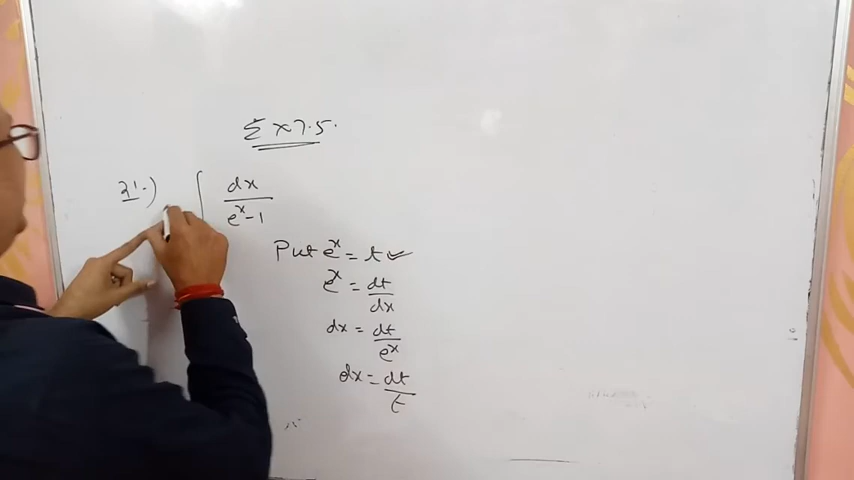 Ex 7.5.
21.) ∫ dx / e^x - 1
Put e^x = t ✓
e^x = dt / dx
dx = dt / e^x
dx = dt / t